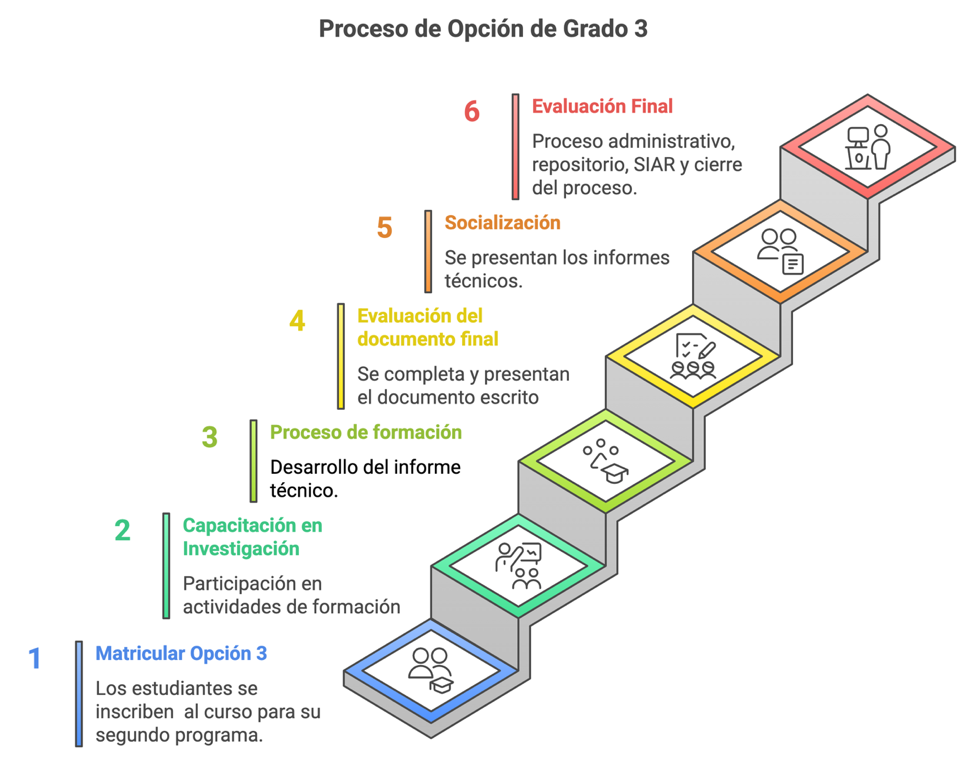 Proceso de Opción de Grado 3
6
Evaluación Final
Proceso administrativo,
repositorio, SIAR y cierre
del proceso.
5
Socialización
Se presentan los informes
técnicos.
4
Evaluación del
documento final
Se completa y presentan
el documento escrito
3
Proceso de formación
Desarrollo del informe
técnico.
2
Capacitación en
Investigación
Participación en
actividades de formación
1
Matricular Opción 3
Los estudiantes se
inscriben al curso para su
segundo programa.